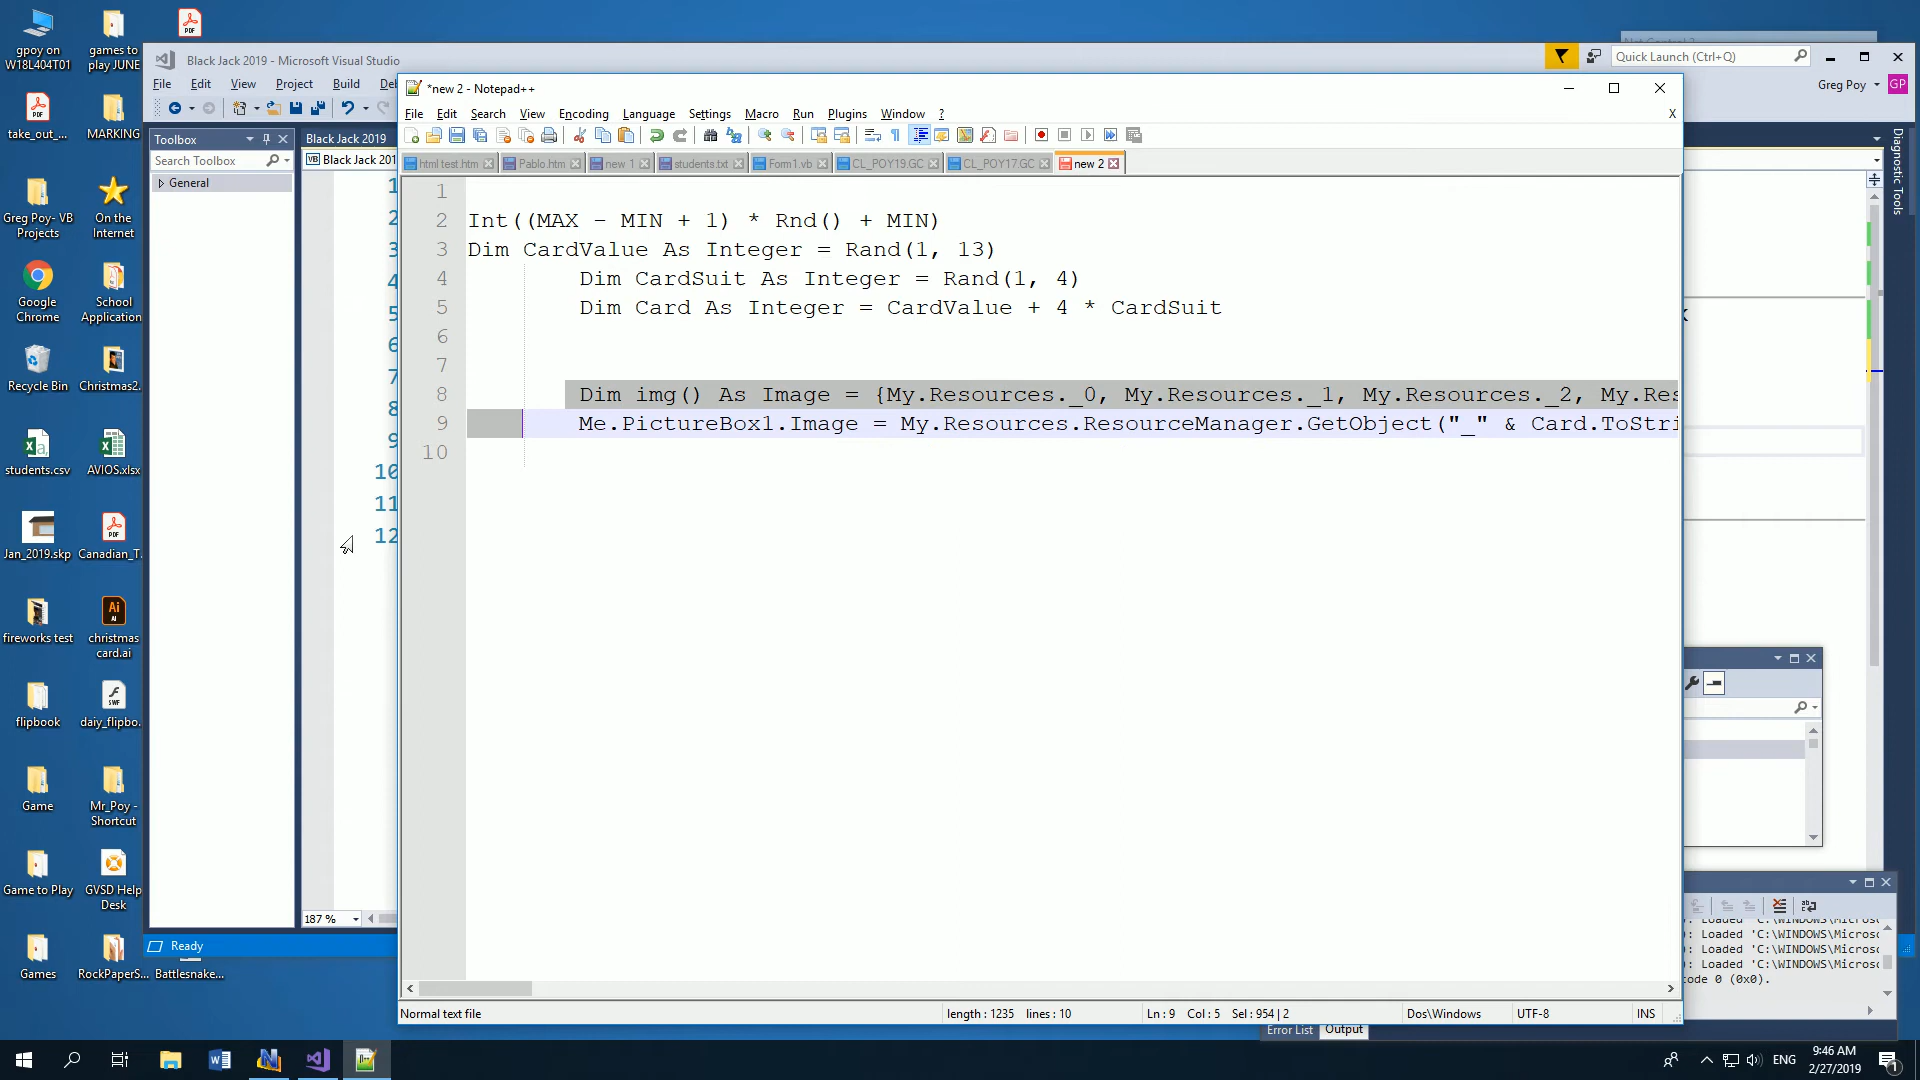 gpoy on
W18L404T01
games to
play JUNE
take_out_...
MARKING
Greg Poy- VB
Projects
On the
Internet
Google
Chrome
School
Application...
Recycle Bin
Christmas2...
students.csv
AVIOS.xlsx
Jan_2019.skp
Canadian_T...
fireworks test
christmas
card.ai
flipbook
daiy_flipbo...
Game
Mr_Poy -
Shortcut
Game to Play
GVSD Help
Desk
Games
RockPaperS...
Battlesnake...
Black Jack 2019 - Microsoft Visual Studio
Quick Launch (Ctrl+Q)
File Edit View Project Build
Greg Poy GP
Toolbox
Search Toolbox
General
Black Jack 2019
Black Jack 201
10
11
12
187 %
Ready
Diagnostic Tools
*new 2 - Notepad++
File Edit Search View Encoding Language Settings Macro Run Plugins Window ?
X
html test.htm Pablo.htm new 1 students.txt Form1.vb CL_POY19.GC CL_POY17.GC new 2
1
2 Int((MAX - MIN + 1) * Rnd() + MIN)
3 Dim CardValue As Integer = Rand(1, 13)
4 Dim CardSuit As Integer = Rand(1, 4)
5 Dim Card As Integer = CardValue + 4 * CardSuit
6
7
8 Dim img() As Image = {My.Resources._0, My.Resources._1, My.Resources._2, My.Res
9 Me.PictureBox1.Image = My.Resources.ResourceManager.GetObject("_" & Card.ToStri
10
Normal text file length : 1235 lines : 10 Ln : 9 Col : 5 Sel : 954 | 2 Dos\Windows UTF-8 INS
): Loaded 'C:\WINDOWS\Micros
): Loaded 'C:\WINDOWS\Micros
): Loaded 'C:\WINDOWS\Micros
code 0 (0x0).
Error List Output
ENG
9:46 AM
2/27/2019